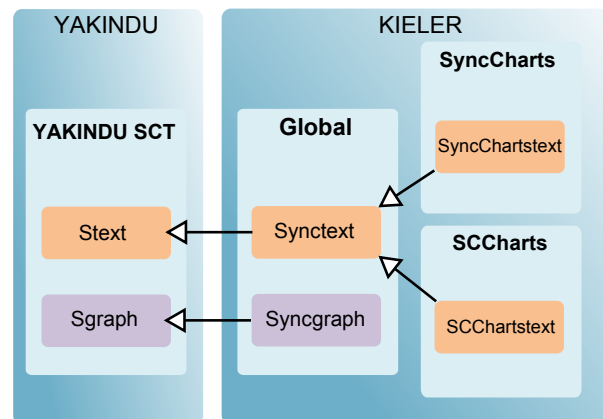 YAKINDU
KIELER
YAKINDU SCT
Stext
Sgraph
Global
Synctext
Syncgraph
SyncCharts
SyncChartstext
SCCharts
SCChartstext